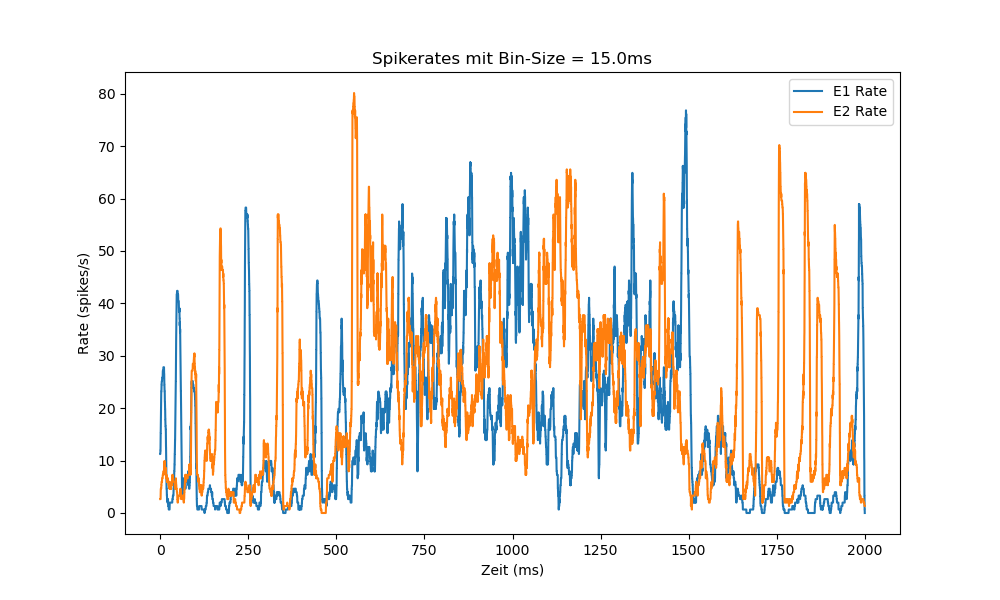 Spikerates mit Bin-Size = 15.0ms
E1 Rate
E2 Rate
80
70
60
50
40
30
20
10
0
Rate (spikes/s)
0 250 500 750 1000 1250 1500 1750 2000
Zeit (ms)